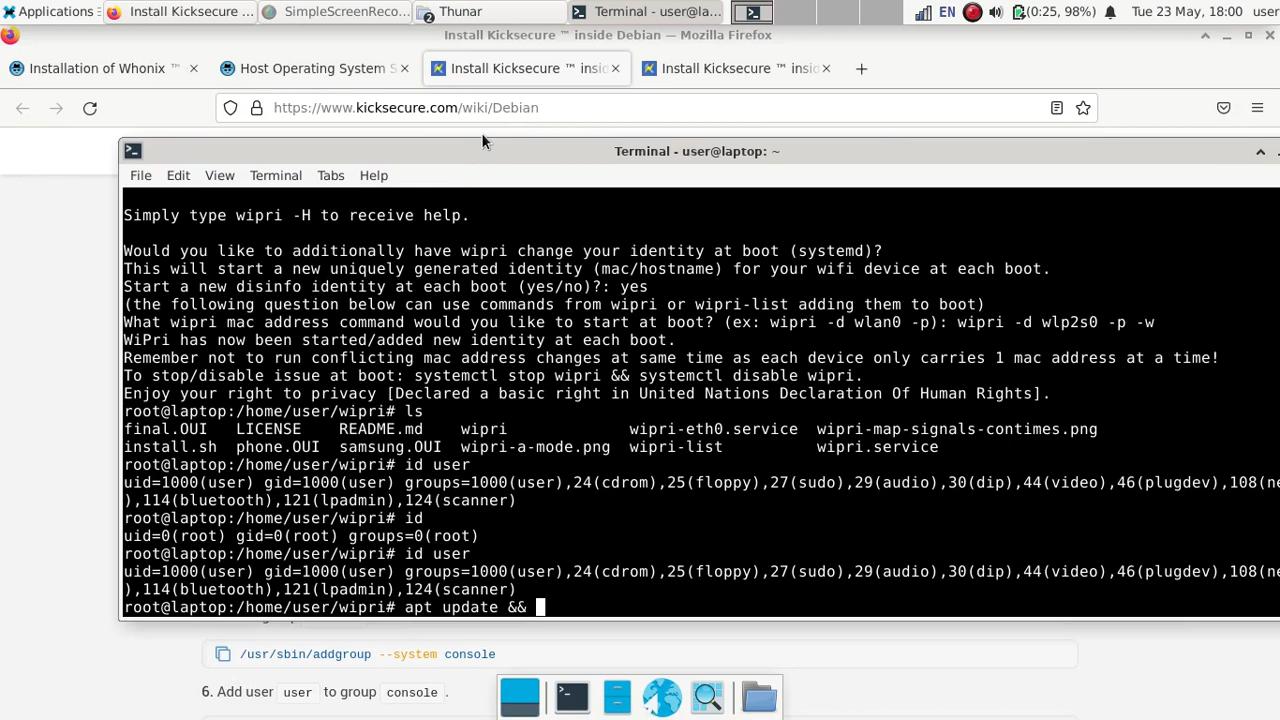 Applications
Install Kicksecure ™ inside Debian ...
SimpleScreenReco...
2
Thunar
Terminal - user@la...
EN
(0:25, 98%)
Tue 23 May, 18:00
user
Install Kicksecure ™ inside Debian — Mozilla Firefox
Installation of Whonix ™
Host Operating System S
Install Kicksecure ™ insid
Install Kicksecure ™ insid
https://www.kicksecure.com/wiki/Debian
Terminal - user@laptop: ~
File Edit View Terminal Tabs Help
Simply type wipri -H to receive help.
Would you like to additionally have wipri change your identity at boot (systemd)?
This will start a new uniquely generated identity (mac/hostname) for your wifi device at each boot.
Start a new disinfo identity at each boot (yes/no)?: yes
(the following question below can use commands from wipri or wipri-list adding them to boot)
What wipri mac address command would you like to start at boot? (ex: wipri -d wlan0 -p): wipri -d wlp2s0 -p -w
WiPri has now been started/added new identity at each boot.
Remember not to run conflicting mac address changes at same time as each device only carries 1 mac address at a time!
To stop/disable issue at boot: systemctl stop wipri && systemctl disable wipri.
Enjoy your right to privacy [Declared a basic right in United Nations Declaration Of Human Rights].
root@laptop:/home/user/wipri# ls
final.OUI LICENSE README.md wipri wipri-eth0.service wipri-map-signals-contimes.png
install.sh phone.OUI samsung.OUI wipri-a-mode.png wipri-list wipri.service
root@laptop:/home/user/wipri# id user
uid=1000(user) gid=1000(user) groups=1000(user),24(cdrom),25(floppy),27(sudo),29(audio),30(dip),44(video),46(plugdev),108(ne
),114(bluetooth),121(lpadmin),124(scanner)
root@laptop:/home/user/wipri# id
uid=0(root) gid=0(root) groups=0(root)
root@laptop:/home/user/wipri# id user
uid=1000(user) gid=1000(user) groups=1000(user),24(cdrom),25(floppy),27(sudo),29(audio),30(dip),44(video),46(plugdev),108(ne
),114(bluetooth),121(lpadmin),124(scanner)
root@laptop:/home/user/wipri# apt update &&
/usr/sbin/addgroup --system console
6. Add user user to group console .